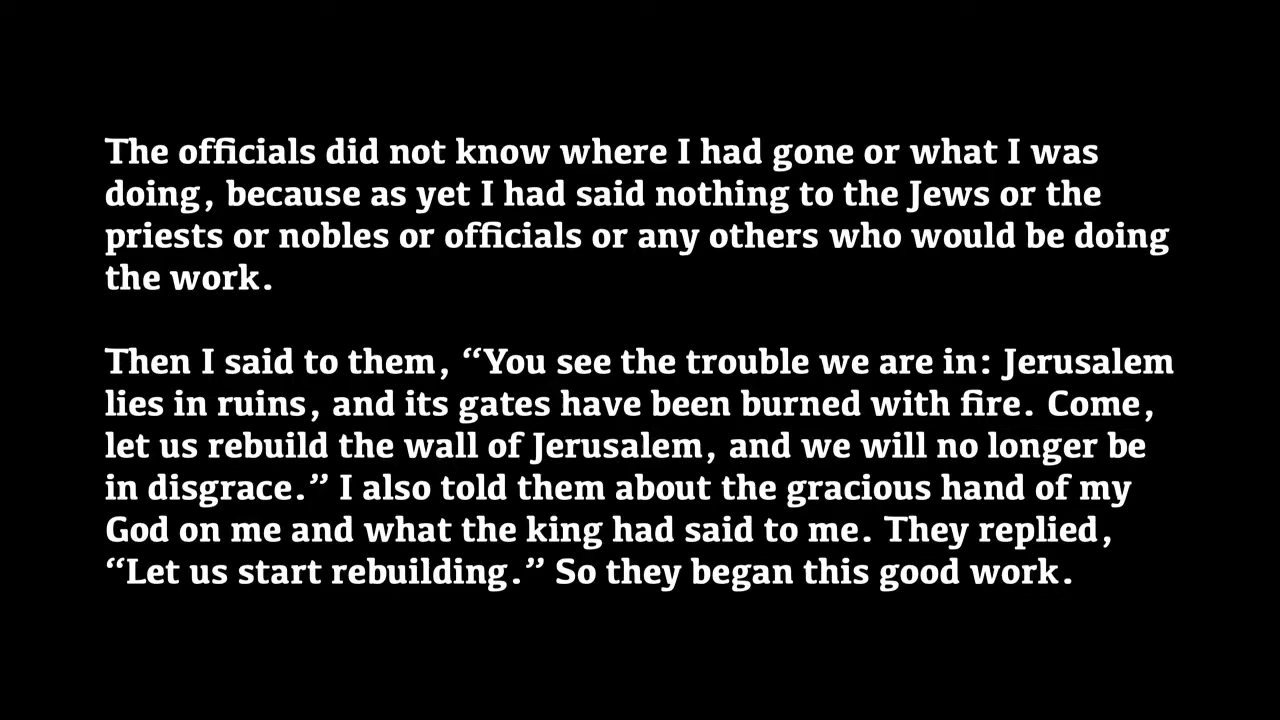 The officials did not know where I had gone or what I was
doing, because as yet I had said nothing to the Jews or the
priests or nobles or officials or any others who would be doing
the work.
Then I said to them, “You see the trouble we are in: Jerusalem
lies in ruins, and its gates have been burned with fire. Come,
let us rebuild the wall of Jerusalem, and we will no longer be
in disgrace.” I also told them about the gracious hand of my
God on me and what the king had said to me. They replied,
“Let us start rebuilding.” So they began this good work.